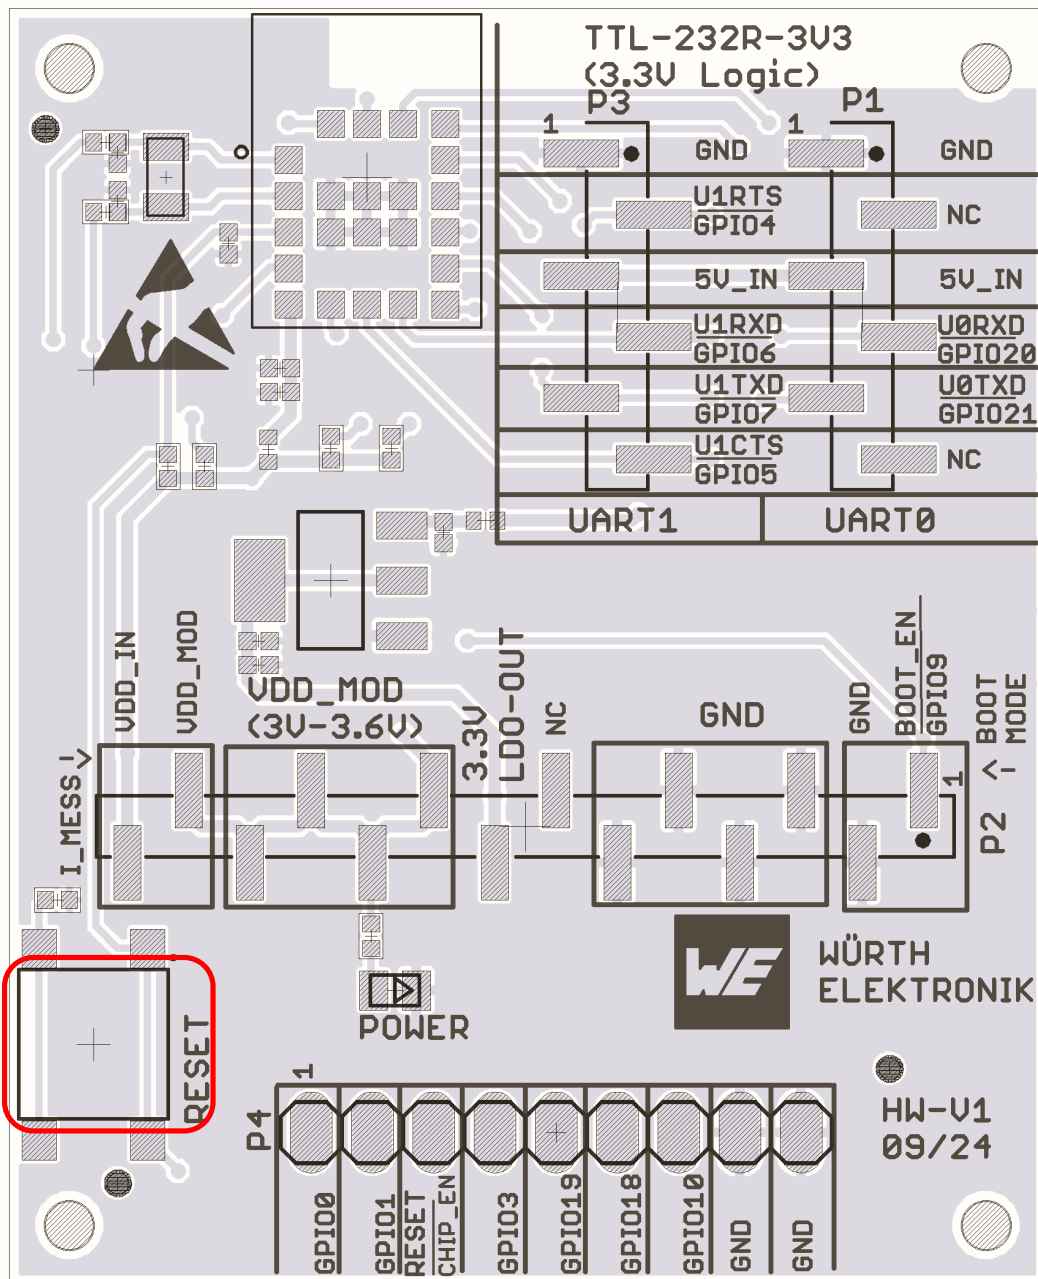 TTL-232R-3V3
(3.3V Logic)
P3
P1
1
1
GND
GND
U1RTS
GPIO4
NC
5V_IN
5V_IN
U1RXD
GPIO6
U0RXD
GPIO20
U1TXD
GPIO7
U0TXD
GPIO21
U1CTS
GPIO5
NC
UART1
UART0
VDD_IN
VDD_MOD
VDD_MOD
(3V-3.6V)
3.3V
LDO-OUT
NC
GND
GND
BOOT_EN
GPIO9
<- BOOT
MODE
I_MESS ->
1
P2
WE
WÜRTH
ELEKTRONIK
POWER
RESET
1
P4
HW-V1
09/24
GPIO0
GPIO1
RESET
CHIP_EN
GPIO3
GPIO19
GPIO18
GPIO10
GND
GND